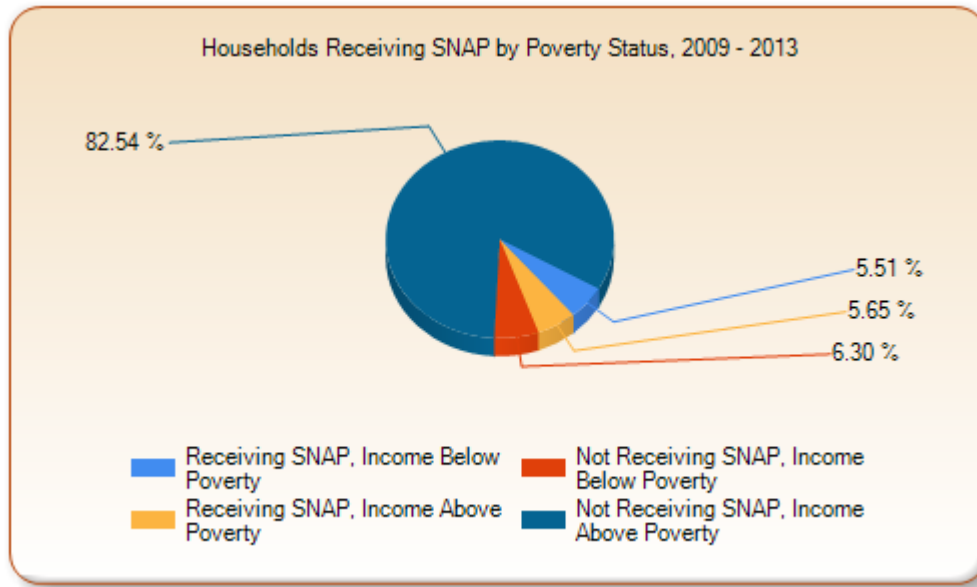 Households Receiving SNAP by Poverty Status, 2009 - 2013
82.54 %
5.51 %
5.65 %
6.30 %
Receiving SNAP, Income Below
Poverty
Not Receiving SNAP, Income
Below Poverty
Receiving SNAP, Income Above
Poverty
Not Receiving SNAP, Income
Above Poverty